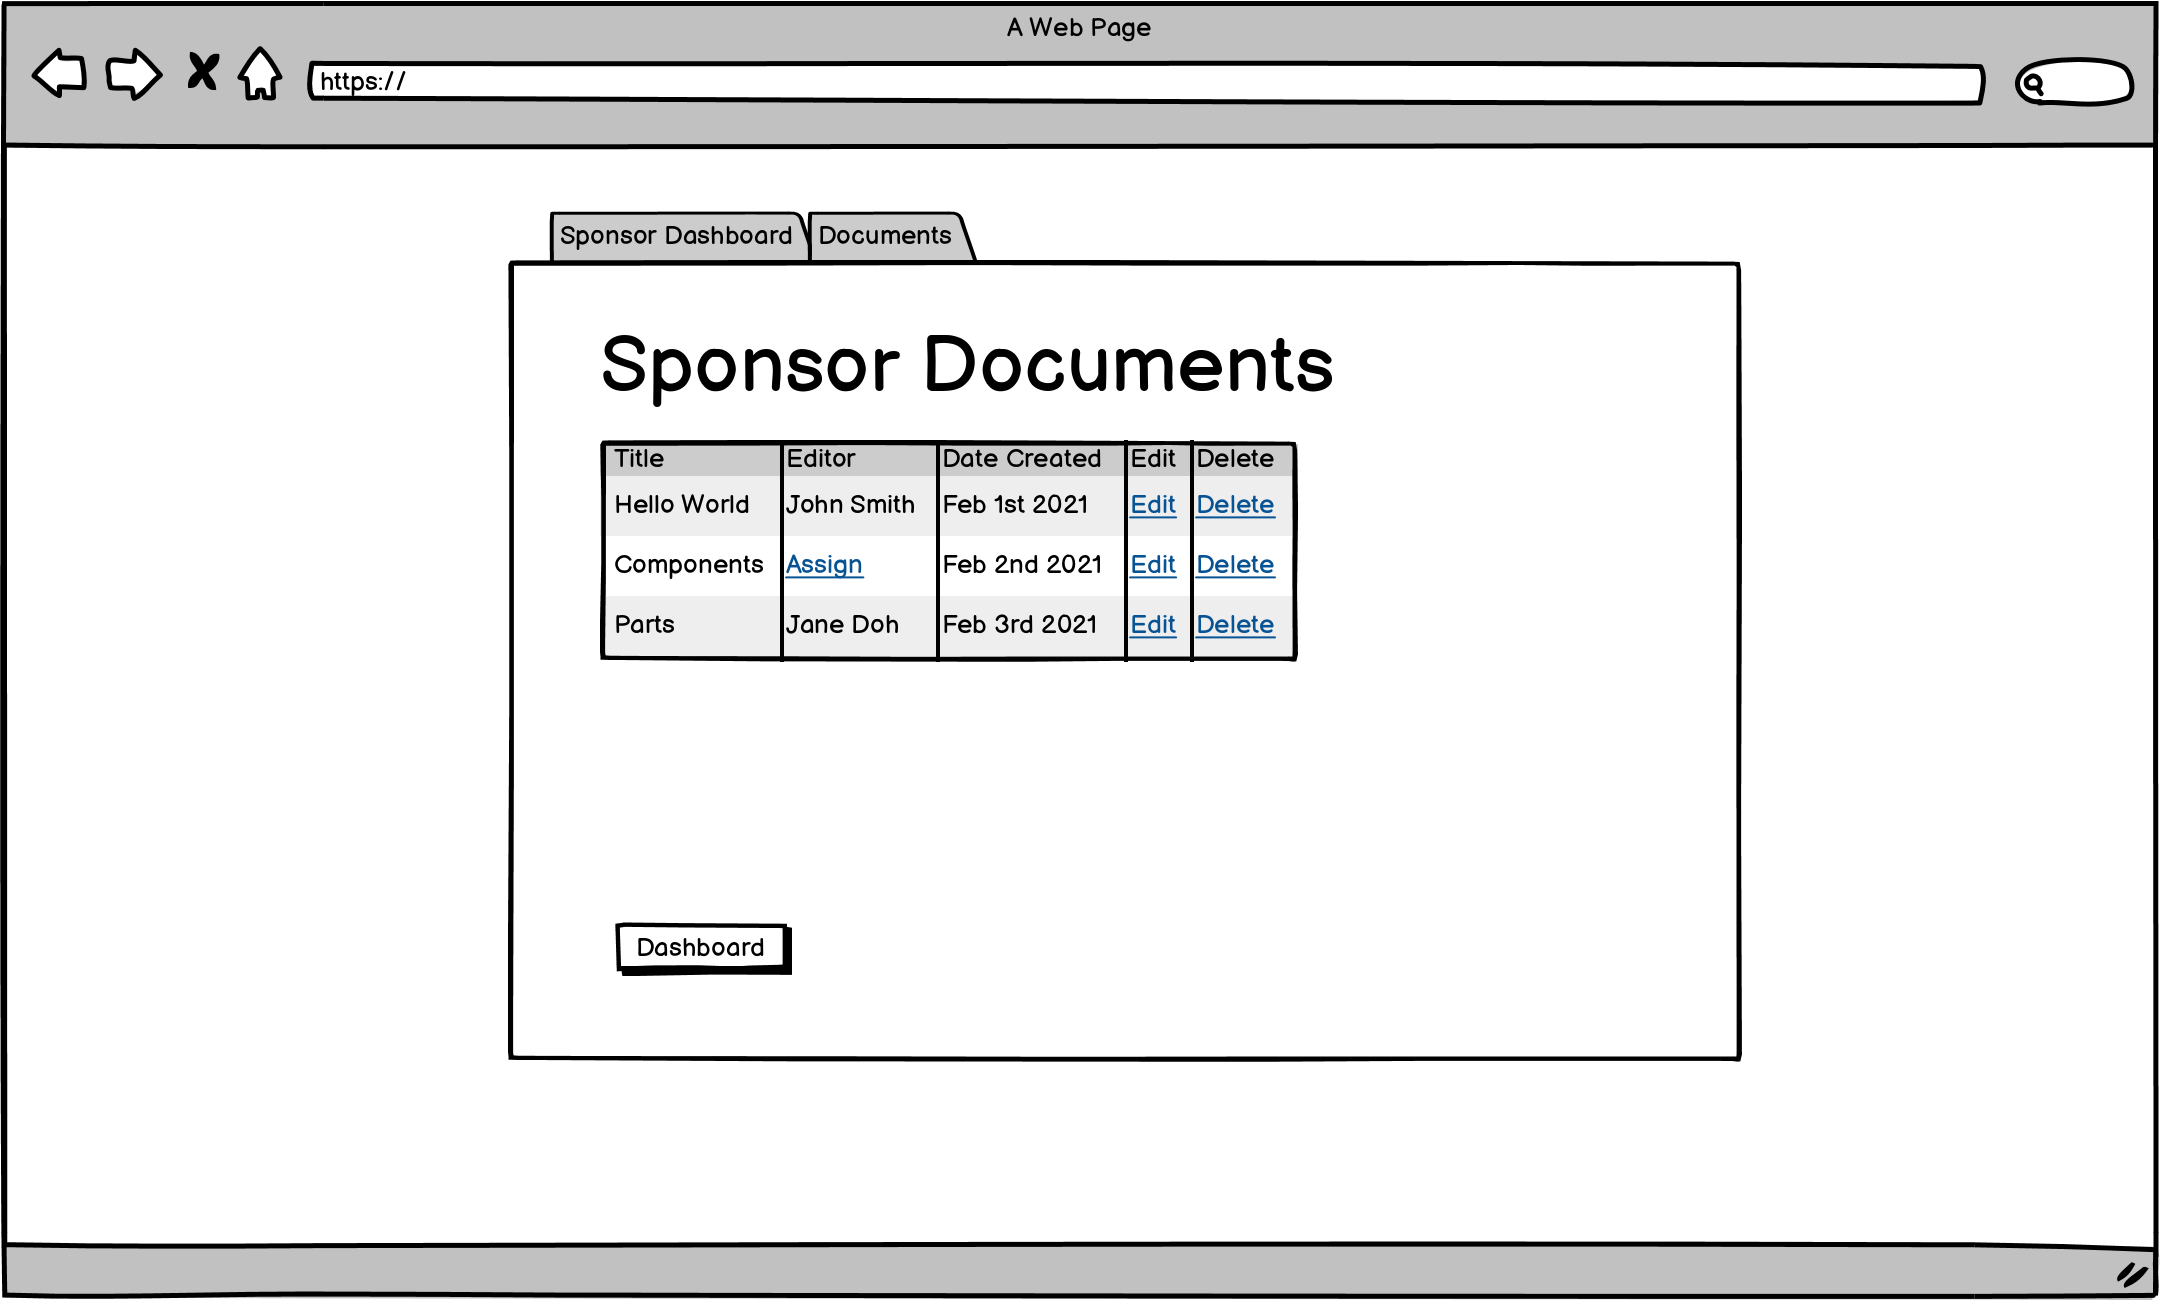 A Web Page
https://
Sponsor Dashboard Documents
Sponsor Documents
Title Editor Date Created Edit Delete
Hello World John Smith Feb 1st 2021 Edit Delete
Components Assign Feb 2nd 2021 Edit Delete
Parts Jane Doh Feb 3rd 2021 Edit Delete
Dashboard